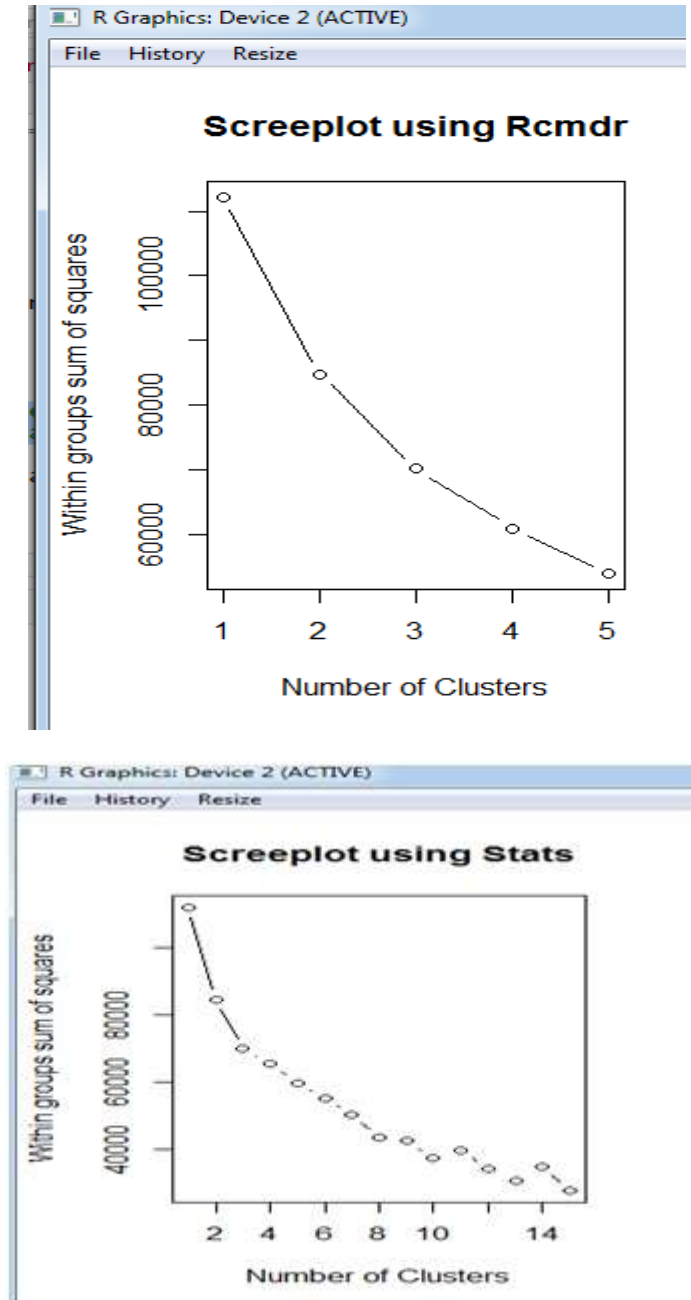 R Graphics: Device 2 (ACTIVE)
File History Resize
Screeplot using Rcmdr
Within groups sum of squares
100000
80000
60000
1 2 3 4 5
Number of Clusters
R Graphics: Device 2 (ACTIVE)
File History Resize
Screeplot using Stats
Within groups sum of squares
80000
60000
40000
2 4 6 8 10 14
Number of Clusters